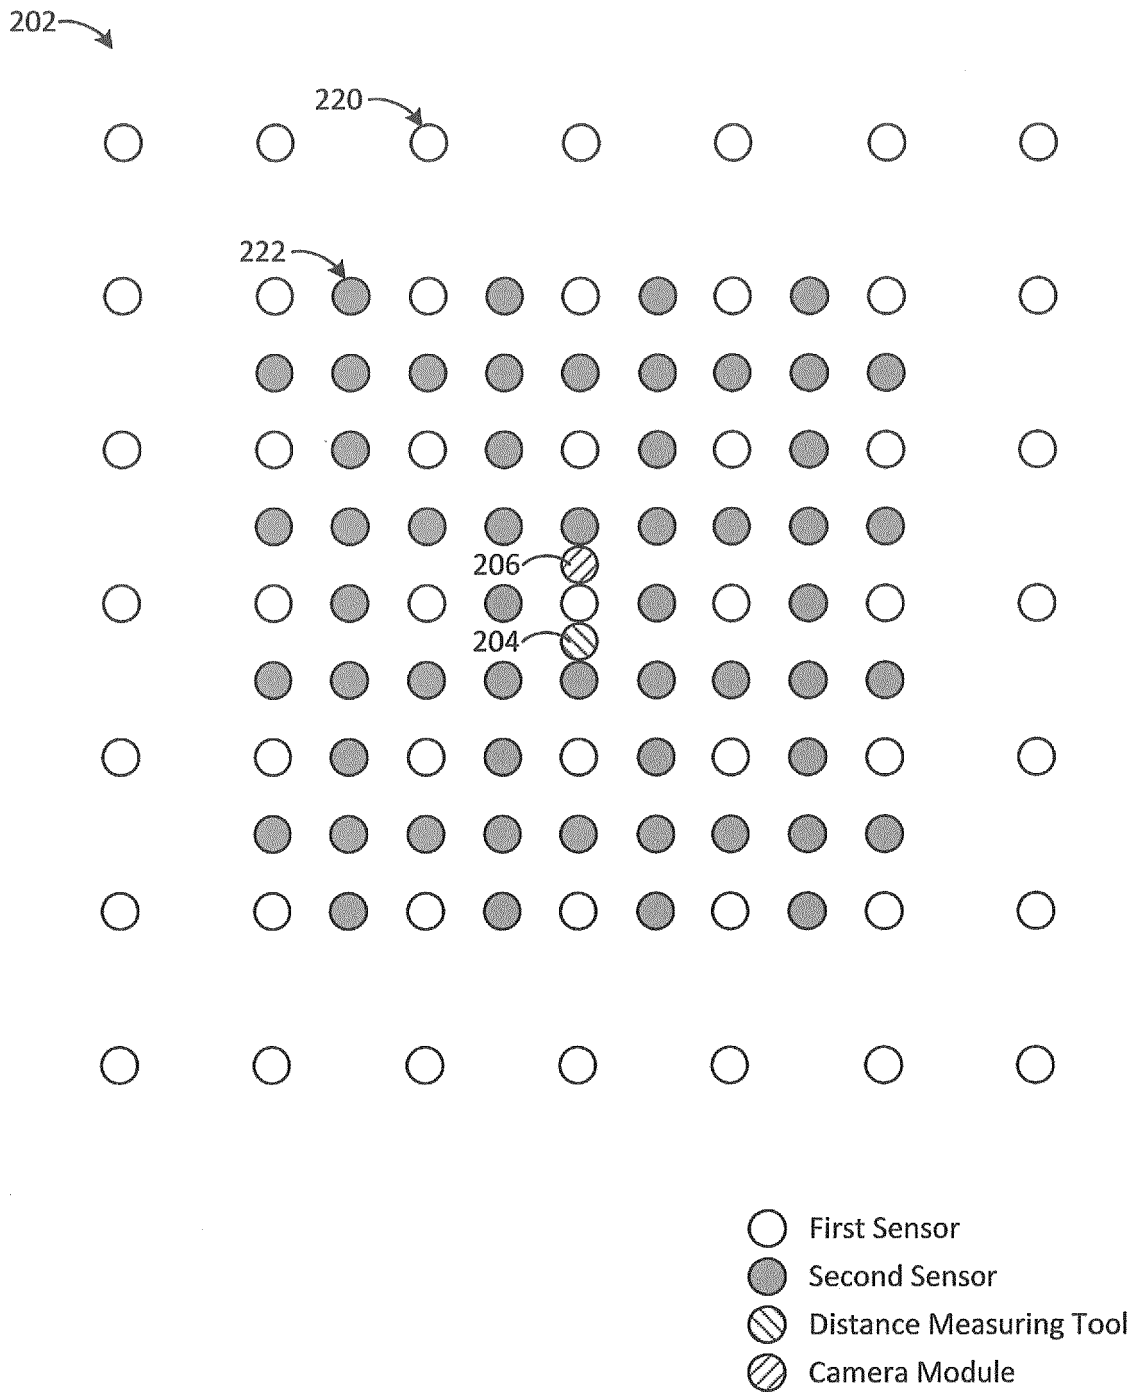 202
220
222
206
204
First Sensor
Second Sensor
Distance Measuring Tool
Camera Module